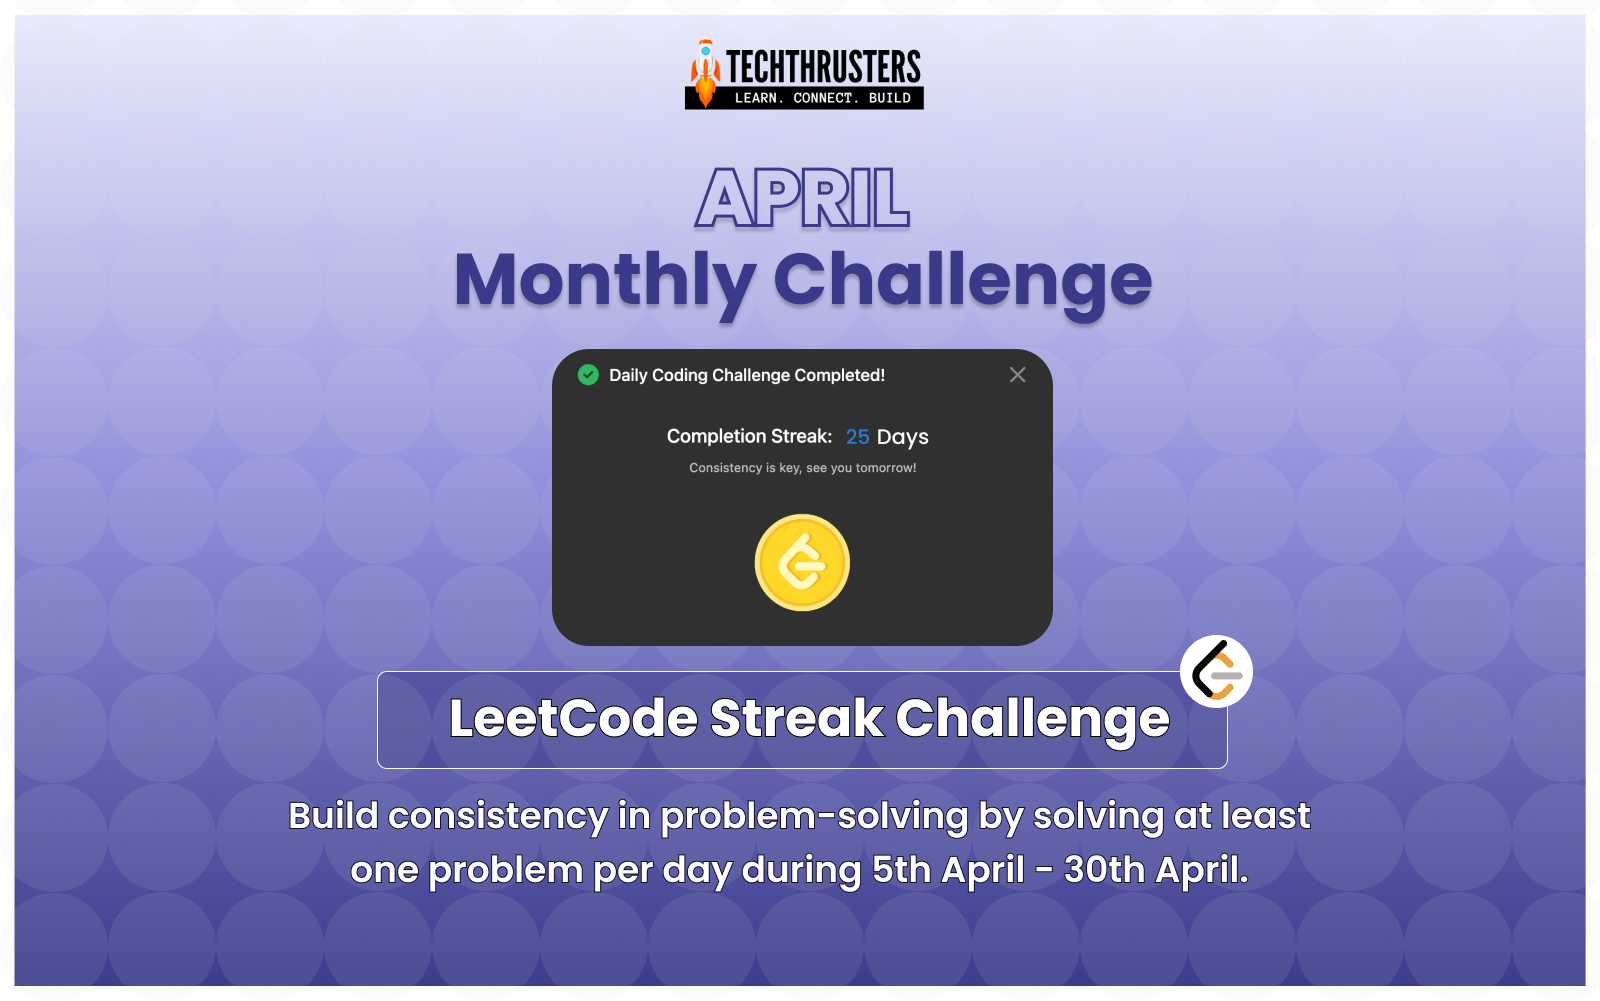 TECHTHRUSTERS
LEARN. CONNECT. BUILD
APRIL
Monthly Challenge
Daily Coding Challenge Completed!
Completion Streak: 25 Days
Consistency is key, see you tomorrow!
LeetCode Streak Challenge
Build consistency in problem-solving by solving at least
one problem per day during 5th April - 30th April.